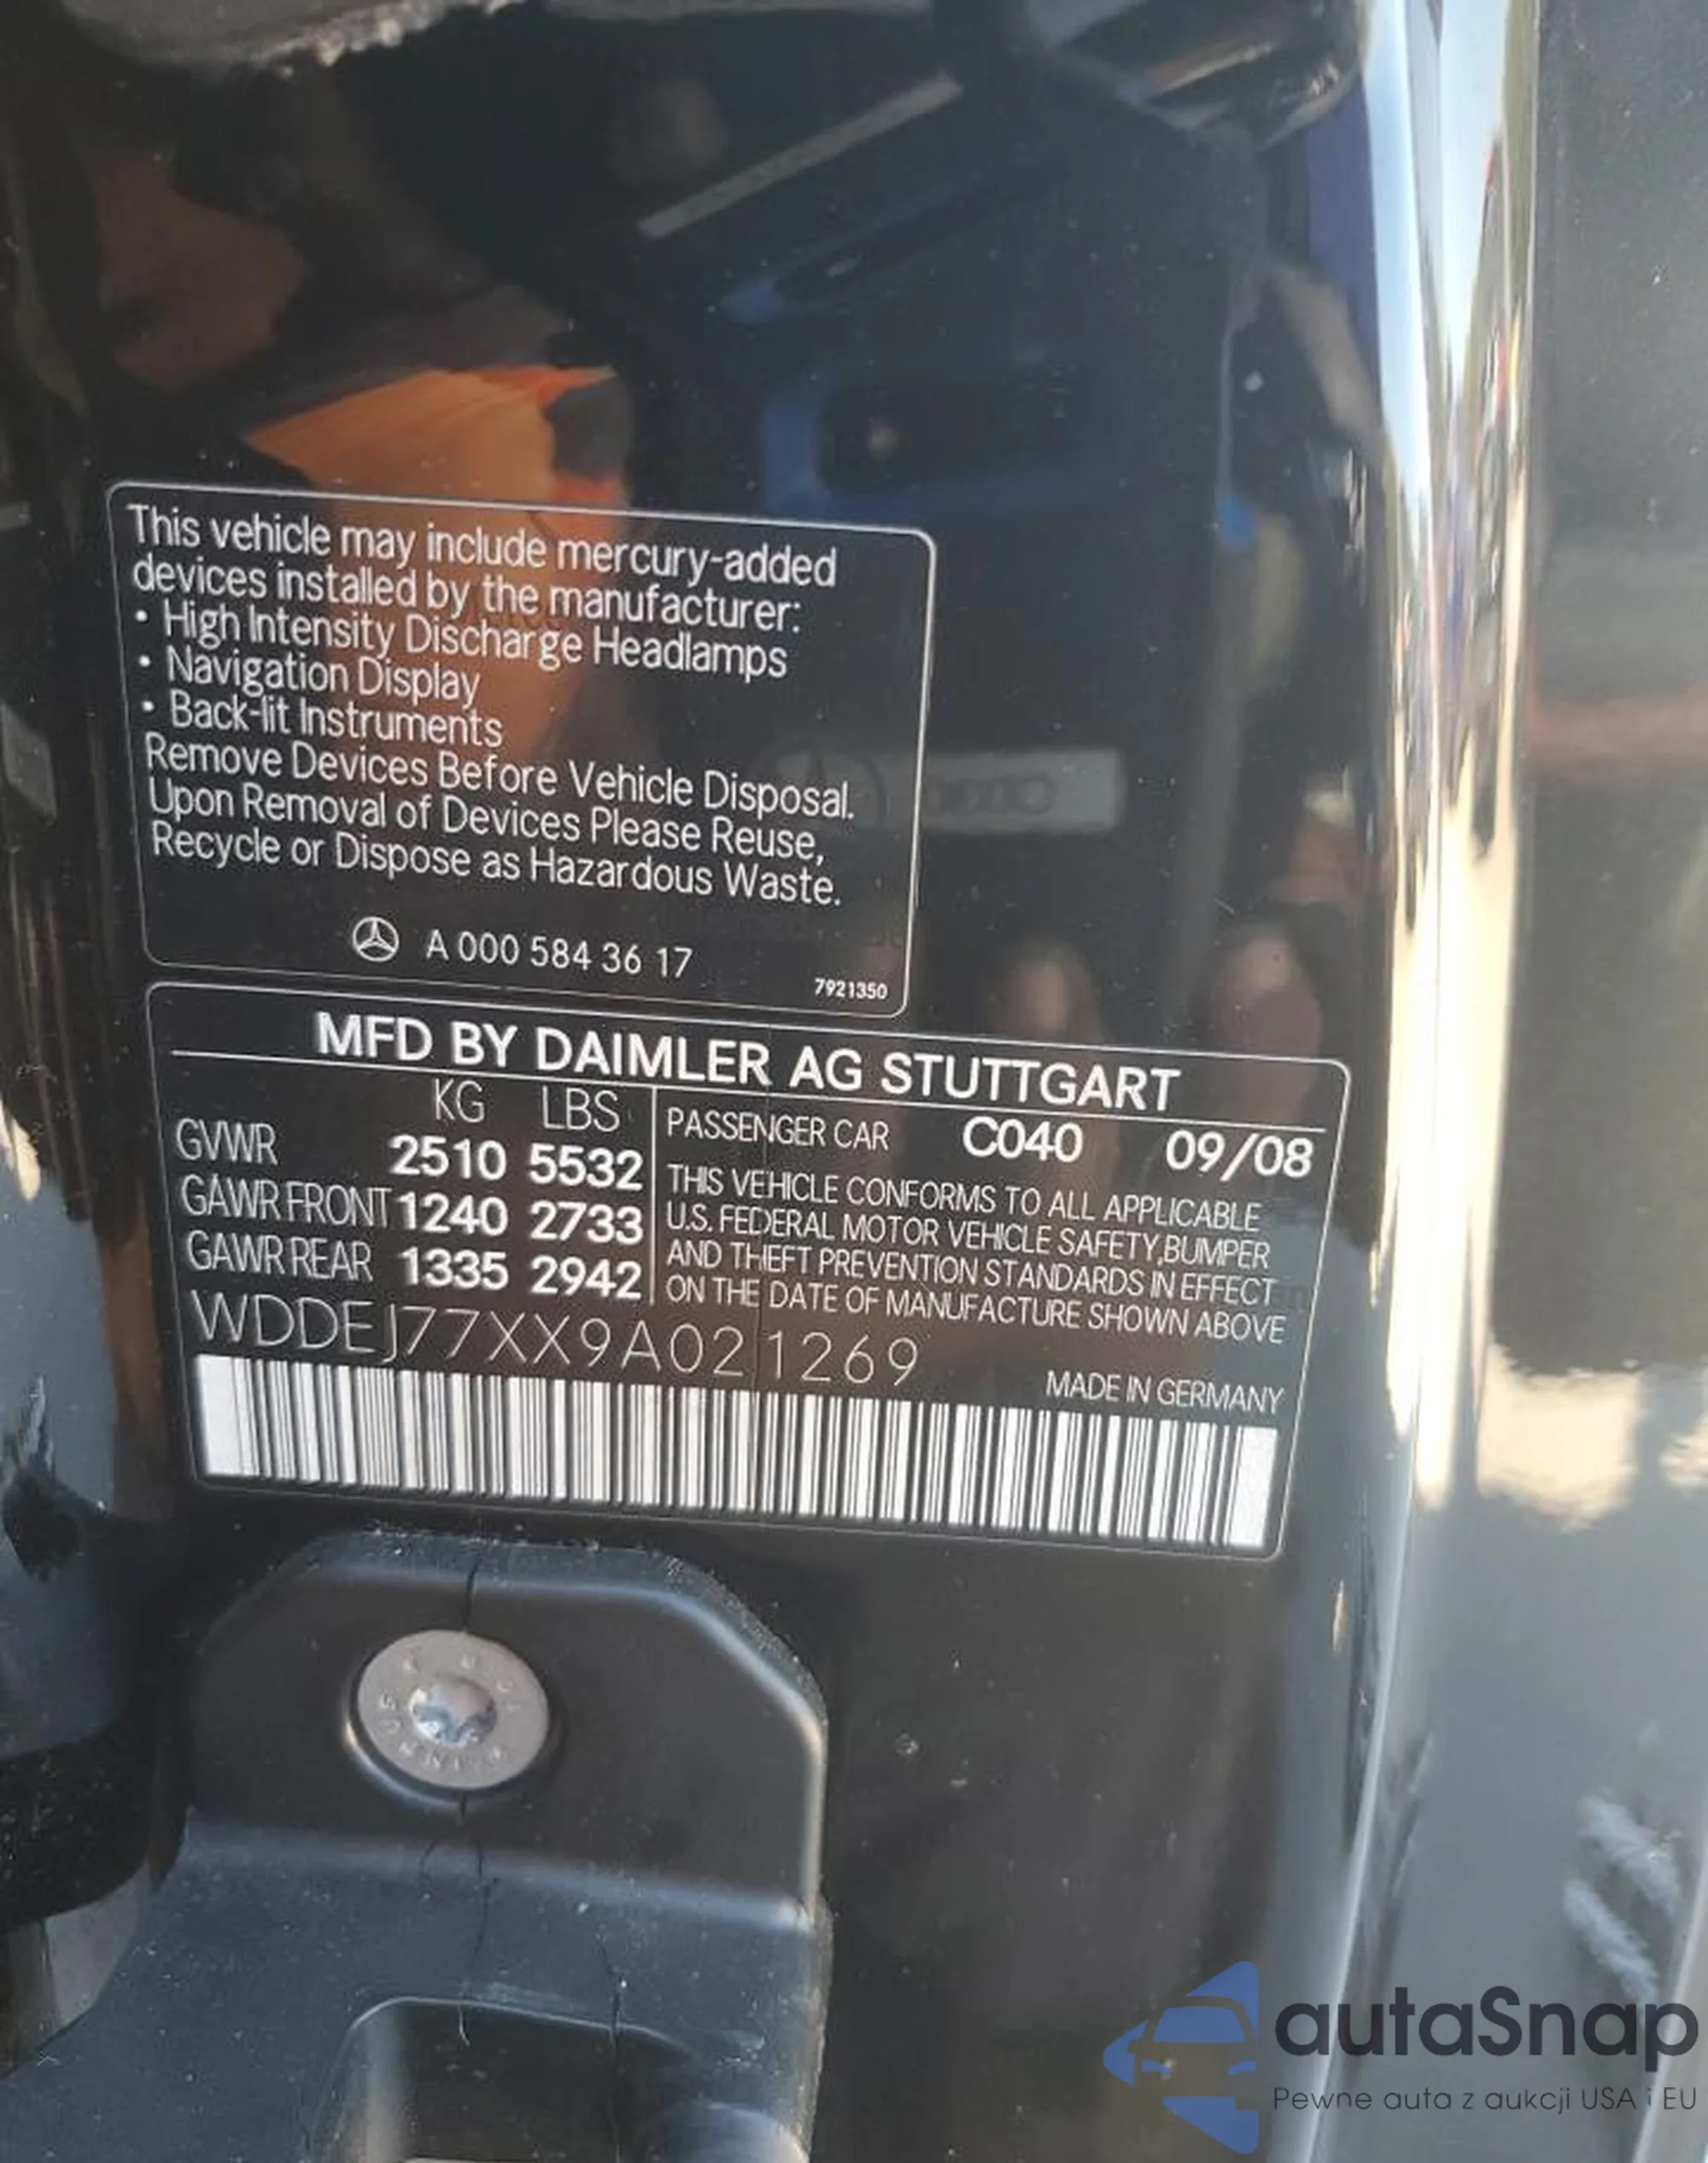 This vehicle may include mercury-added
devices installed by the manufacturer:
• High Intensity Discharge Headlamps
• Navigation Display
• Back-lit Instruments
Remove Devices Before Vehicle Disposal.
Upon Removal of Devices Please Reuse,
Recycle or Dispose as Hazardous Waste.
A 000 584 36 17
7921350
MFD BY DAIMLER AG STUTTGART
KG LBS
GVWR 2510 5532
GAWR FRONT 1240 2733
GAWR REAR 1335 2942
PASSENGER CAR C040 09/08
THIS VEHICLE CONFORMS TO ALL APPLICABLE
U.S. FEDERAL MOTOR VEHICLE SAFETY,BUMPER
AND THEFT PREVENTION STANDARDS IN EFFECT
ON THE DATE OF MANUFACTURE SHOWN ABOVE
WDDEJ77XX9A021269
MADE IN GERMANY
autaSnap
Pewne auta z aukcji USA i EU